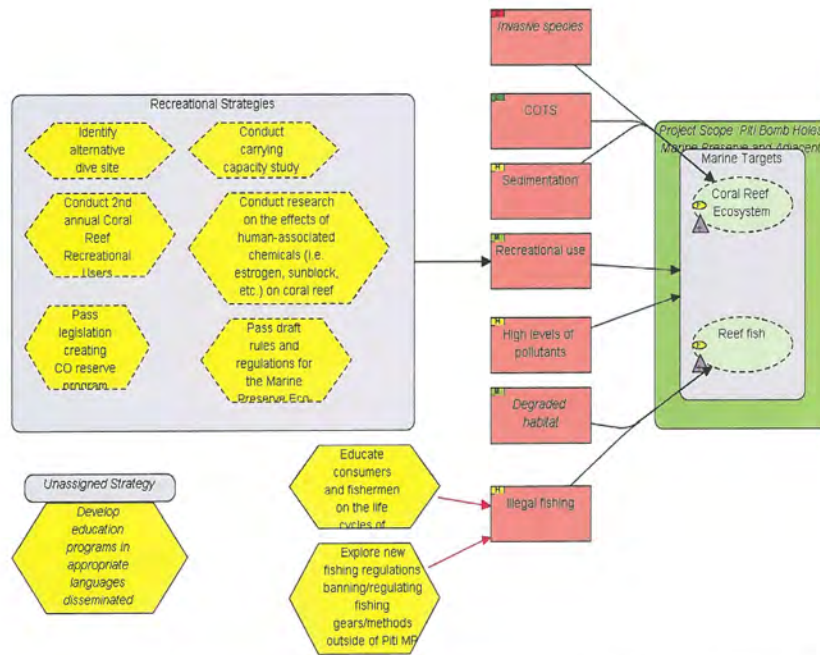 Recreational Strategies
Identify
alternative
dive site
Conduct
carrying
capacity study
Conduct 2nd
annual Coral
Reef
Recreational
Users
Conduct research
on the effects of
human-associated
chemicals (i.e.
estrogen, sunblock,
etc.) on coral reef
Pass
legislation
creating
CO reserve
program
Pass draft
rules and
regulations for
the Marine
Preserve Eco
Unassigned Strategy
Develop
education
programs in
appropriate
languages
disseminated
Educate
consumers
and fishermen
on the life
cycles of
Explore new
fishing regulations
banning/regulating
fishing
gears/methods
outside of Piti MP
Invasive species
COTS
H
Sedimentation
M
Recreational use
H
High levels of
pollutants
M
Degraded
habitat
H
Illegal fishing
Project Scope: Piti Bomb Holes
Marine Preserve and Adjacent
Marine Targets
Coral Reef
Ecosystem
Reef fish